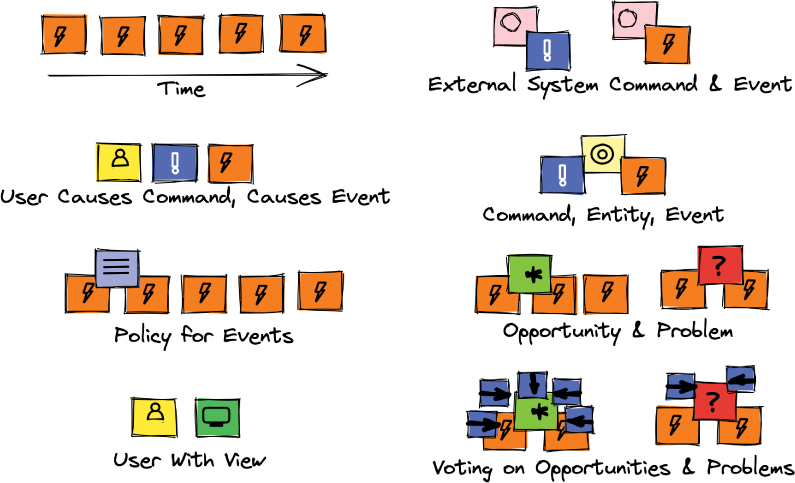 Time
External System Command & Event
User Causes Command, Causes Event
Command, Entity, Event
Policy for Events
Opportunity & Problem
User With View
Voting on Opportunities & Problems